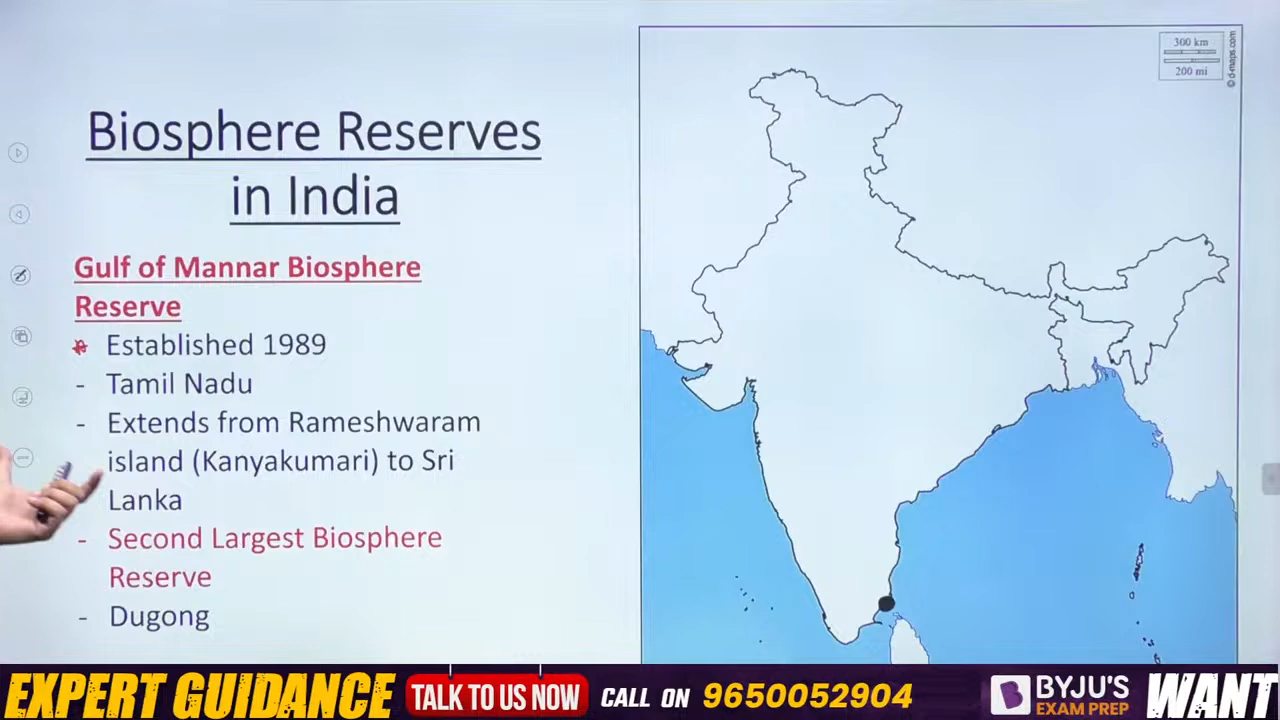 Biosphere Reserves
in India
Gulf of Mannar Biosphere
Reserve
Established 1989
- Tamil Nadu
- Extends from Rameshwaram
island (Kanyakumari) to Sri
Lanka
- Second Largest Biosphere
Reserve
- Dugong
300 km
200 mi
© d-maps.com
EXPERT GUIDANCE
TALK TO US NOW
CALL ON 9650052904
BYJU'S
EXAM PREP
WANT